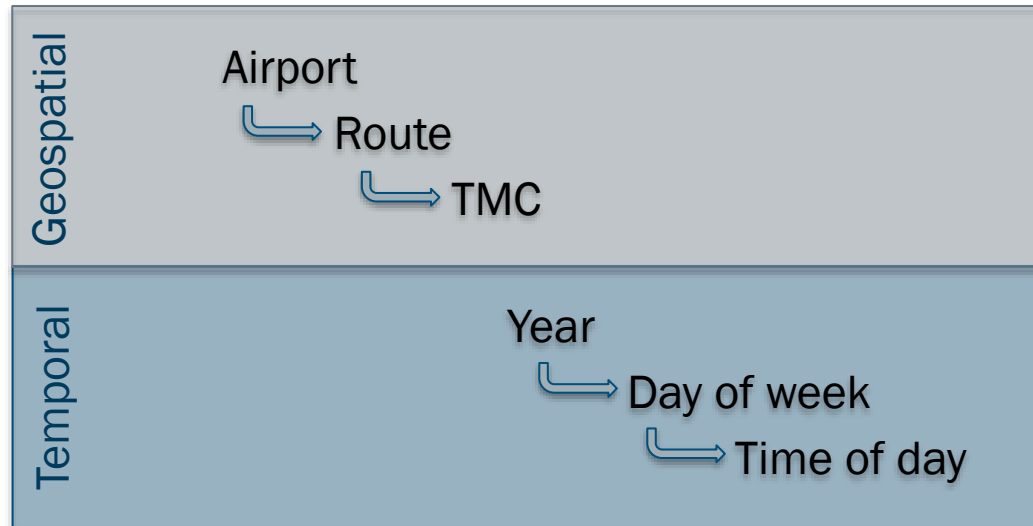 Geospatial
Airport
Route
TMC
Temporal
Year
Day of week
Time of day